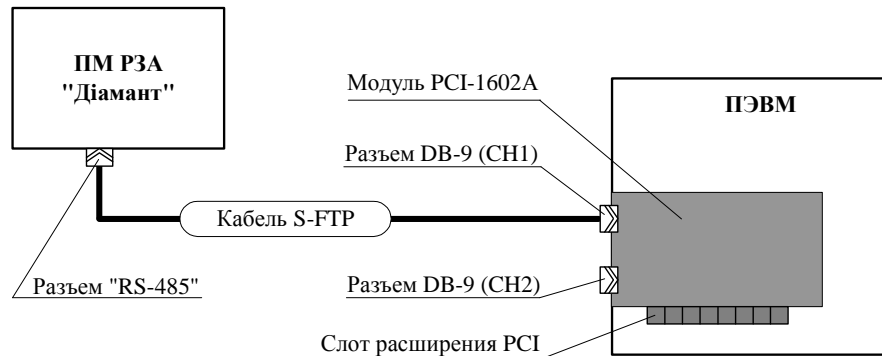 ПМ РЗА
"Діамант"
Модуль PCI-1602A
ПЭВМ
Разъем DB-9 (CH1)
Кабель S-FTP
Разъем "RS-485"
Разъем DB-9 (CH2)
Слот расширения PCI